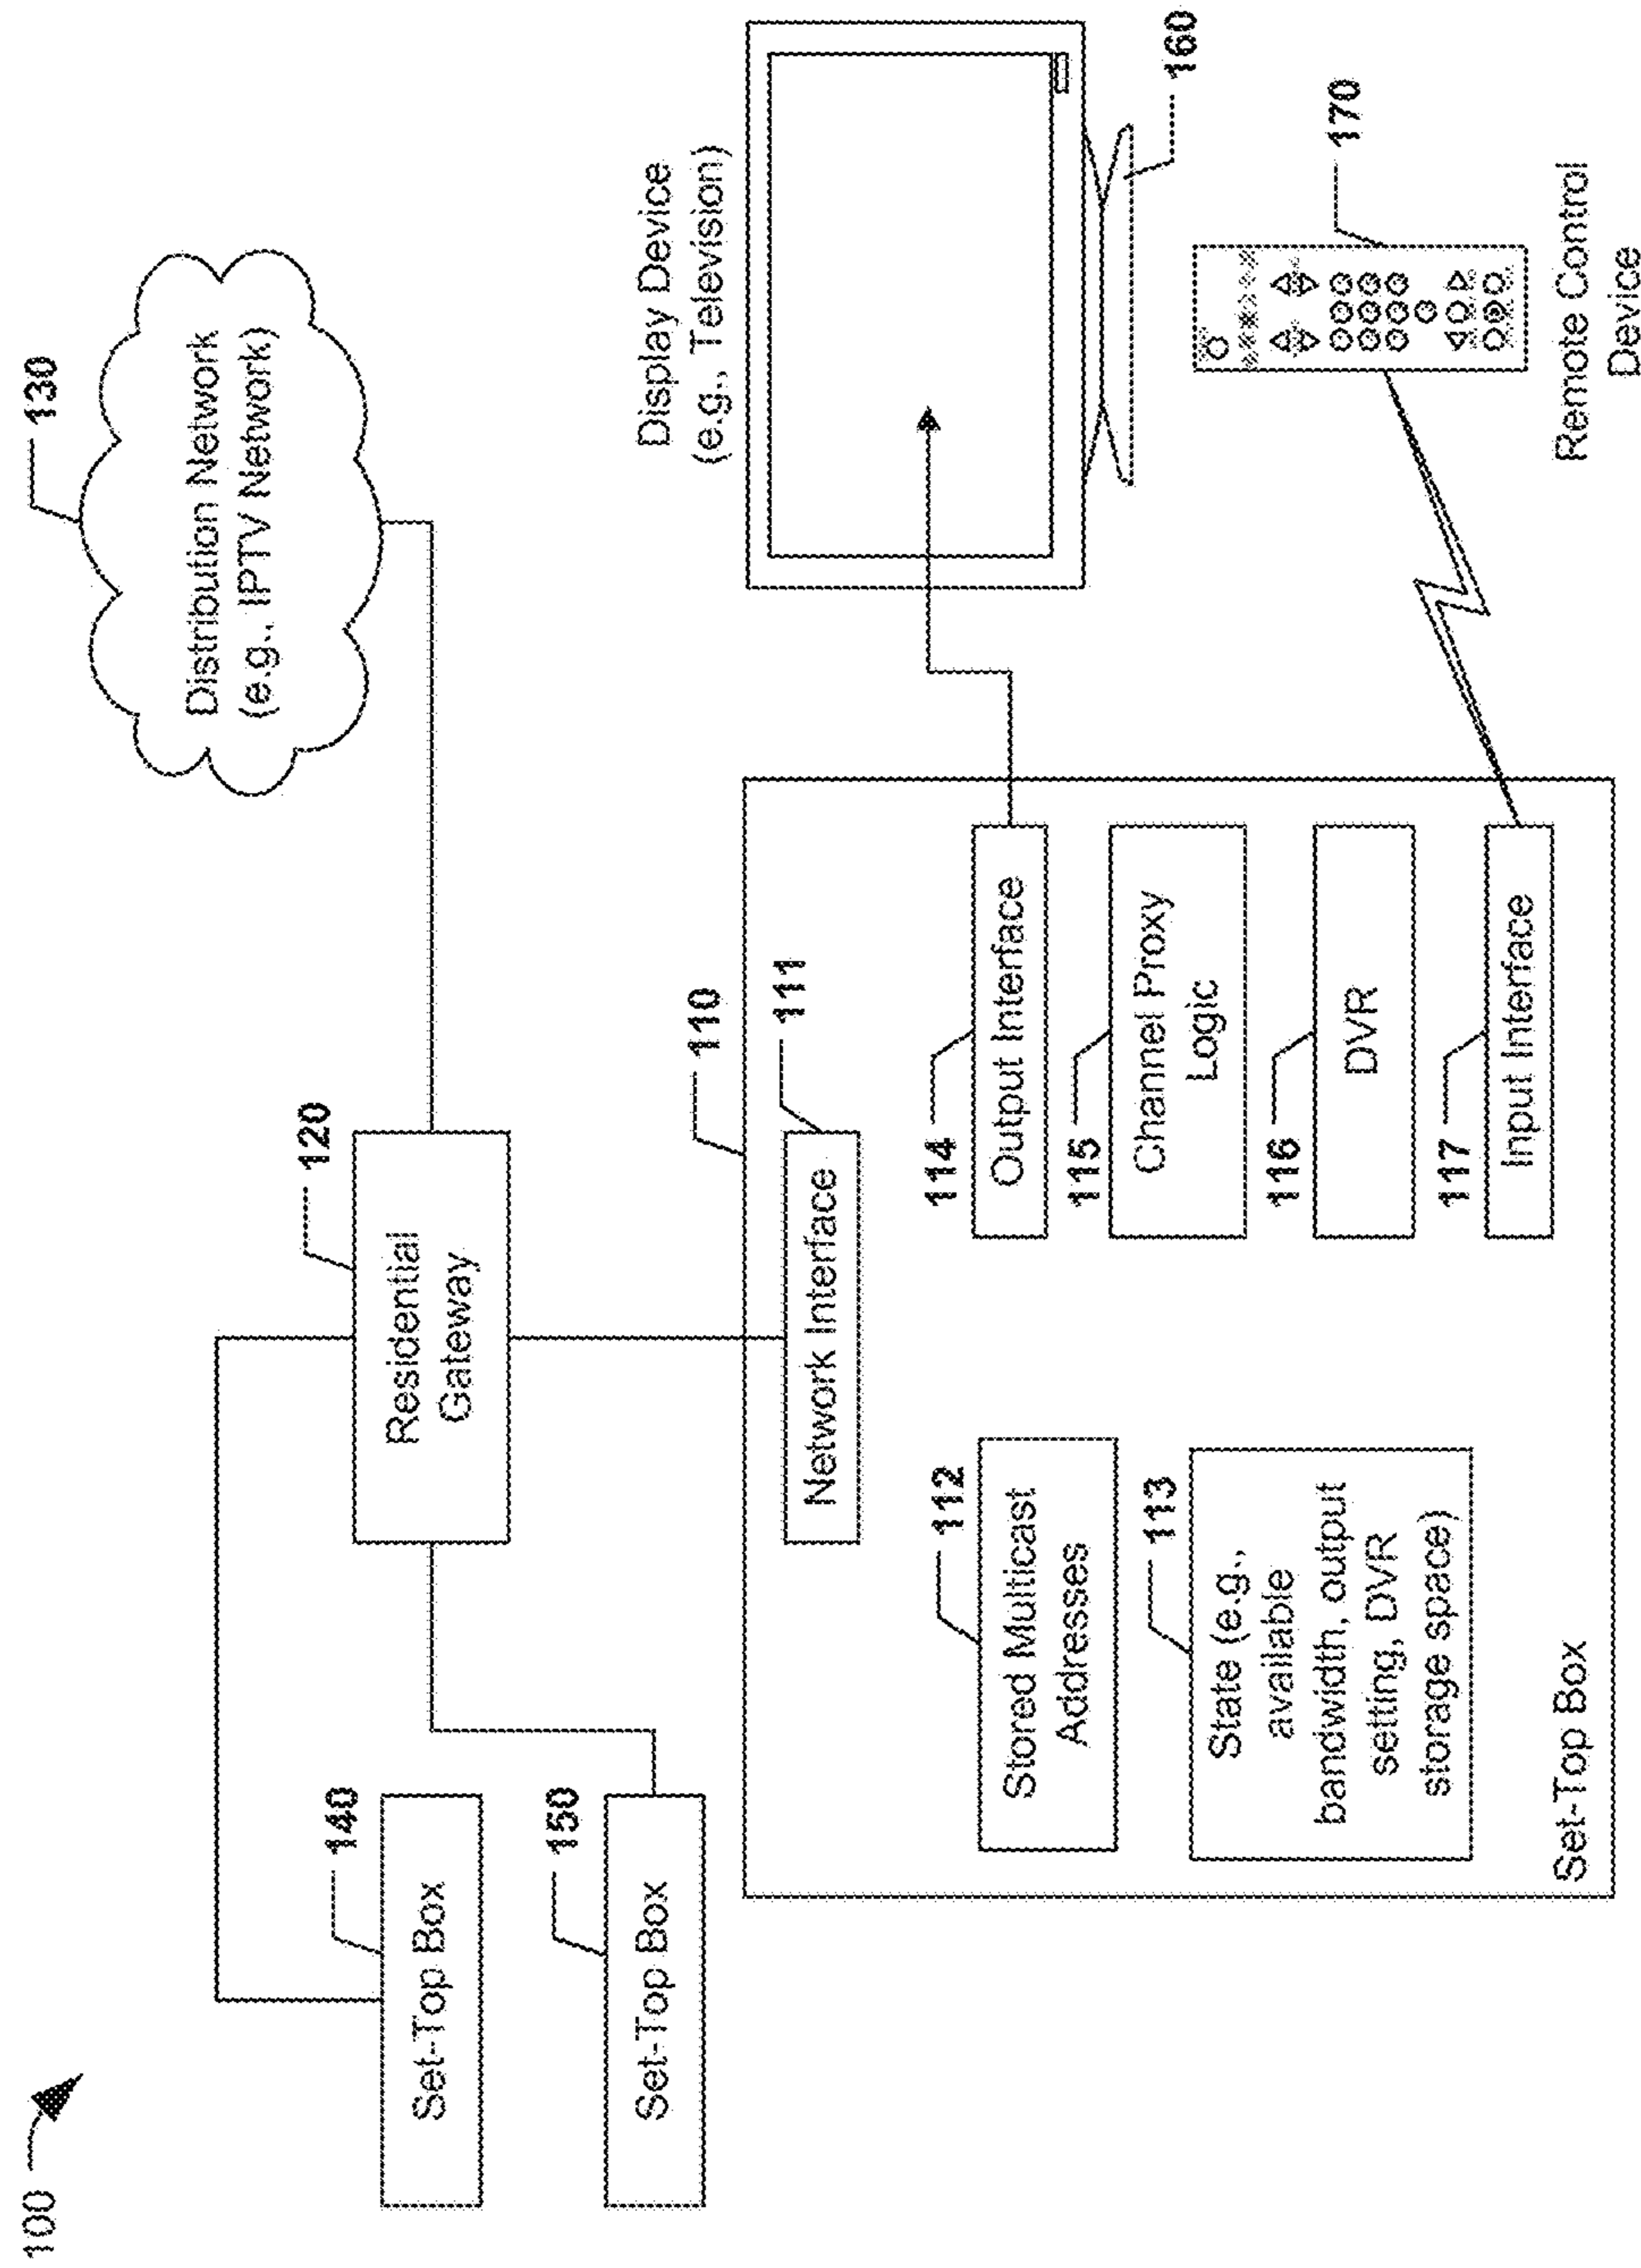 100
130
Distribution Network
(e.g., IPTV Network)
120
Residential
Gateway
140
Set-Top Box
150
Set-Top Box
110
111
Network Interface
112
Stored Multicast
Addresses
113
State (e.g.,
available
bandwidth, output
setting, DVR
storage space)
114
Output Interface
115
Channel Proxy
Logic
116
DVR
117
Input Interface
Set-Top Box
Display Device
(e.g., Television)
160
170
Remote Control
Device